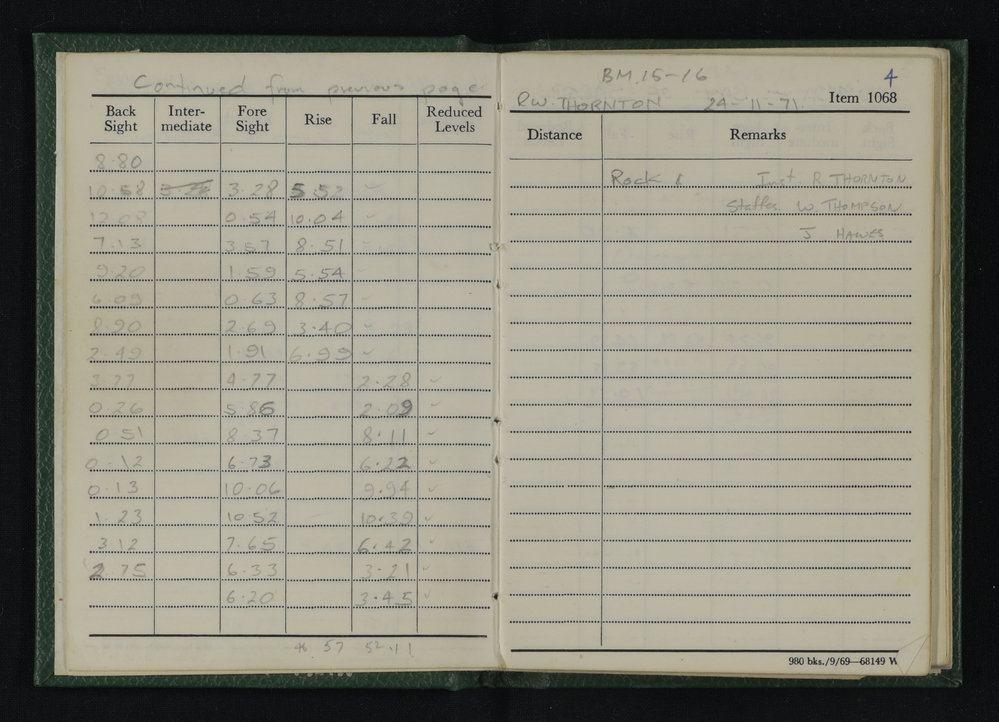 Continued from previous page
Back Sight Inter-mediate Fore Sight Rise Fall Reduced Levels
8.80
10.58 3.28 5.52
12.08 0.54 10.04
7.13 3.57 8.51
9.20 1.59 5.54
6.09 0.63 8.57
8.90 2.69 3.40
2.49 1.91 6.99
3.77 4.77 2.28
0.26 5.86 2.09
0.51 8.37 8.11
0.12 6.73 6.22
0.13 10.06 9.94
1.23 10.52 10.39
3.12 7.65 6.42
2.75 6.33 3.21
6.20 3.45
48 57 52.11
BM 15-16 4
RW. THORNTON 24-11-71 Item 1068
Distance Remarks
Rock & Inst R THORNTON
Staffes W THOMPSON
J HAWES
980 bks./9/69—68149 W